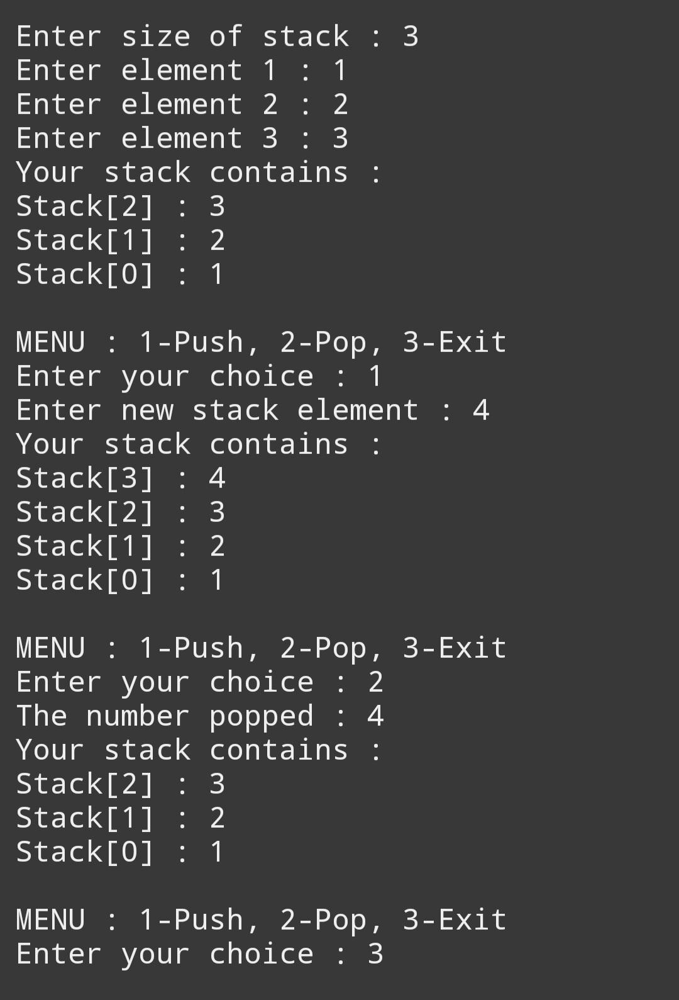 Enter size of stack : 3
Enter element 1 : 1
Enter element 2 : 2
Enter element 3 : 3
Your stack contains :
Stack[2] : 3
Stack[1] : 2
Stack[0] : 1

MENU : 1-Push, 2-Pop, 3-Exit
Enter your choice : 1
Enter new stack element : 4
Your stack contains :
Stack[3] : 4
Stack[2] : 3
Stack[1] : 2
Stack[0] : 1

MENU : 1-Push, 2-Pop, 3-Exit
Enter your choice : 2
The number popped : 4
Your stack contains :
Stack[2] : 3
Stack[1] : 2
Stack[0] : 1

MENU : 1-Push, 2-Pop, 3-Exit
Enter your choice : 3